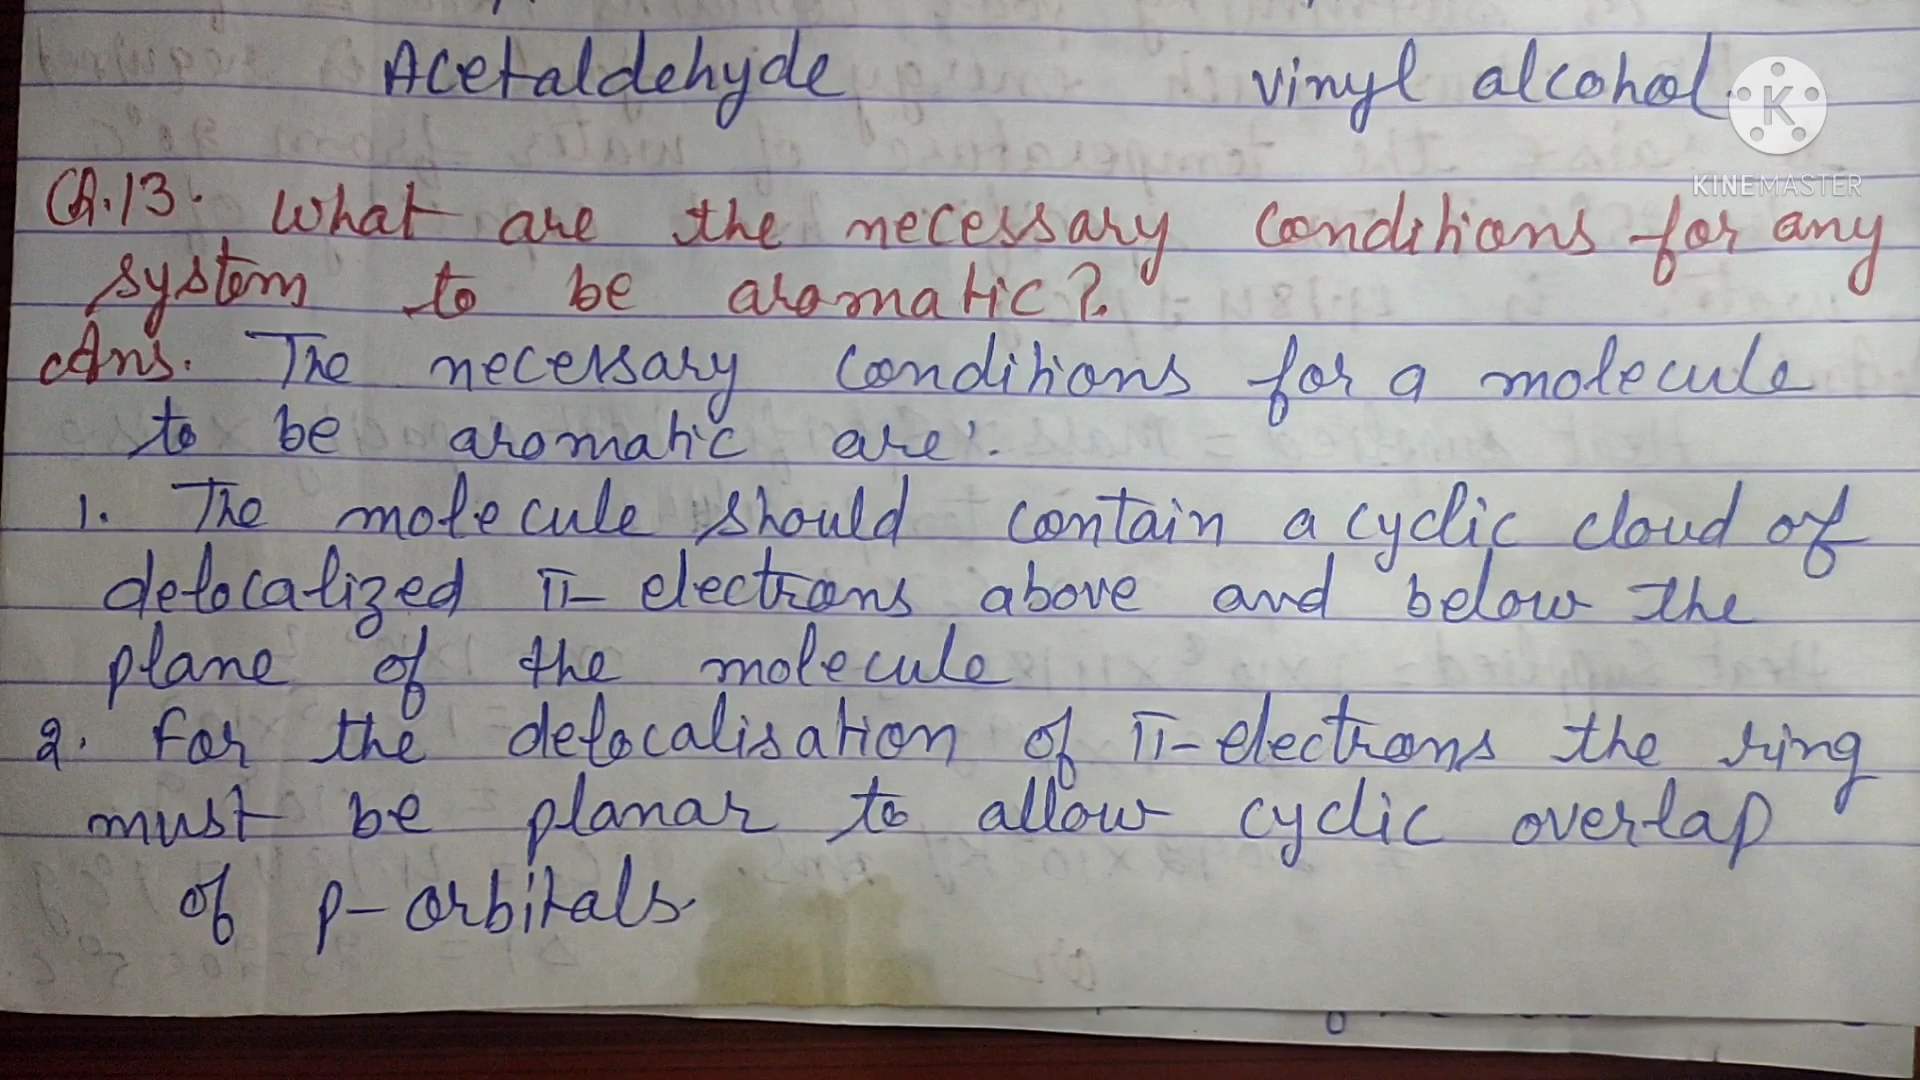 Acetaldehyde vinyl alcohol.
K
KINEMASTER
Q.13. What are the necessary conditions for any
system to be aromatic?
Ans. The necessary conditions for a molecule
to be aromatic are:
1. The molecule should contain a cyclic cloud of
delocalized π- electrons above and below the
plane of the molecule
2. For the delocalisation of π-electrons the ring
must be planar to allow cyclic overlap
of p-orbitals.